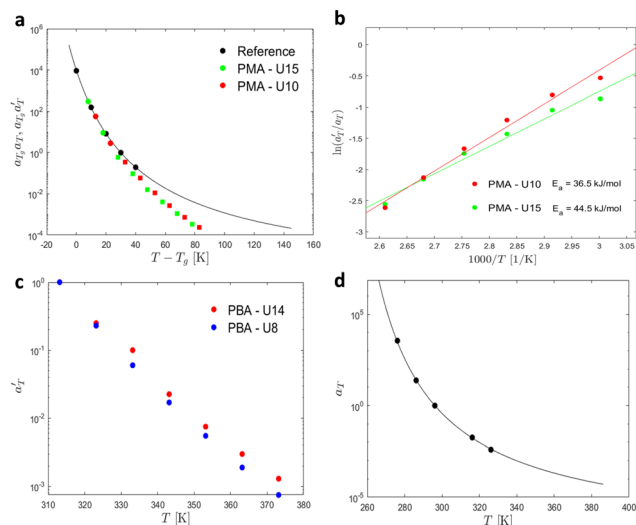 a
10^6
10^4
10^2
10^0
10^-2
10^-4
a_{T_g} a_T, a_{T_g} a'_T
Reference
PMA - U15
PMA - U10
-40 -20 0 20 40 60 80 100 120 140 160
T − T_g [K]
b
0.5
0
-0.5
-1
-1.5
-2
-2.5
-3
ln(a'_T/a_T)
PMA - U10 E_a = 36.5 kJ/mol
PMA - U15 E_a = 44.5 kJ/mol
2.6 2.65 2.7 2.75 2.8 2.85 2.9 2.95 3 3.05
1000/T [1/K]
c
10^0
10^-1
10^-2
10^-3
a'_T
PBA - U14
PBA - U8
310 320 330 340 350 360 370 380
T [K]
d
10^5
10^0
10^-5
a_T
260 280 300 320 340 360 380 400
T [K]